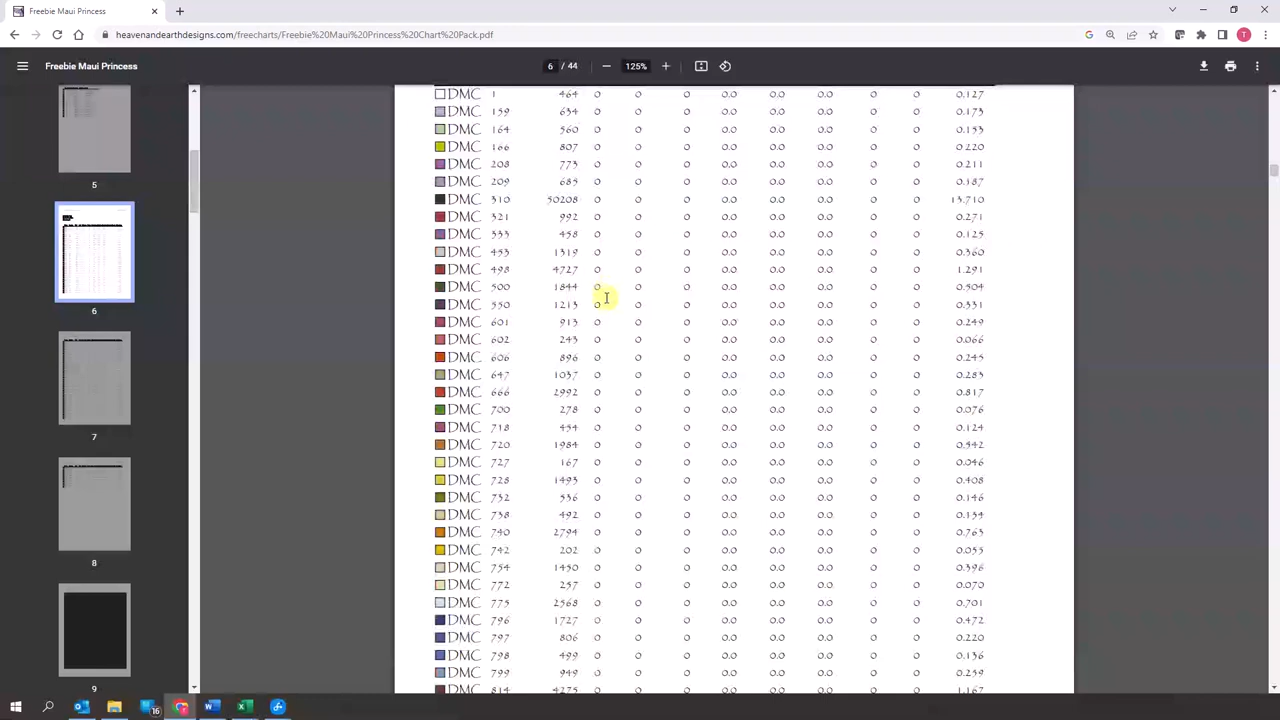 Freebie Maui Princess
heavenandearthdesigns.com/freecharts/Freebie%20Maui%20Princess%20Chart%20Pack.pdf
T
Freebie Maui Princess
6 / 44
125%
5
6
7
8
9
DMC 1 464 0 0 0 0.0 0.0 0.0 0 0 0.127
DMC 159 634 0 0 0 0.0 0.0 0.0 0 0 0.173
DMC 164 560 0 0 0 0.0 0.0 0.0 0 0 0.153
DMC 166 807 0 0 0 0.0 0.0 0.0 0 0 0.220
DMC 208 773 0 0 0 0.0 0.0 0.0 0 0 0.211
DMC 209 685 0 0 0 0.0 0.0 0.0 0 0 0.187
DMC 50208 0 0 0 0.0 0.0 0.0 0 0 13.710
DMC 992 0 0 0 0.0 0.0 0.0 0 0 0.271
DMC 333 458 0 0 0 0.0 0.0 0.0 0 0 0.125
DMC 453 1319 0 0 0 0.0 0.0 0.0 0 0 0.360
DMC 498 4727 0 0 0 0.0 0.0 0.0 0 0 1.291
DMC 500 1844 0 0 0 0.0 0.0 0.0 0 0 0.504
DMC 550 1213 0 0 0 0.0 0.0 0.0 0 0 0.331
DMC 601 913 0 0 0 0.0 0.0 0.0 0 0 0.249
DMC 602 243 0 0 0 0.0 0.0 0.0 0 0 0.066
DMC 606 896 0 0 0 0.0 0.0 0.0 0 0 0.245
DMC 647 1037 0 0 0 0.0 0.0 0.0 0 0 0.283
DMC 666 2992 0 0 0 0.0 0.0 0.0 0 0 0.817
DMC 700 278 0 0 0 0.0 0.0 0.0 0 0 0.076
DMC 718 454 0 0 0 0.0 0.0 0.0 0 0 0.124
DMC 720 1984 0 0 0 0.0 0.0 0.0 0 0 0.542
DMC 727 167 0 0 0 0.0 0.0 0.0 0 0 0.046
DMC 728 1493 0 0 0 0.0 0.0 0.0 0 0 0.408
DMC 732 536 0 0 0 0.0 0.0 0.0 0 0 0.146
DMC 738 492 0 0 0 0.0 0.0 0.0 0 0 0.134
DMC 740 2794 0 0 0 0.0 0.0 0.0 0 0 0.763
DMC 742 202 0 0 0 0.0 0.0 0.0 0 0 0.055
DMC 754 1450 0 0 0 0.0 0.0 0.0 0 0 0.396
DMC 772 257 0 0 0 0.0 0.0 0.0 0 0 0.070
DMC 775 2568 0 0 0 0.0 0.0 0.0 0 0 0.701
DMC 796 1727 0 0 0 0.0 0.0 0.0 0 0 0.472
DMC 797 806 0 0 0 0.0 0.0 0.0 0 0 0.220
DMC 798 499 0 0 0 0.0 0.0 0.0 0 0 0.136
DMC 799 949 0 0 0 0.0 0.0 0.0 0 0 0.259
DMC 814 4275 0 0 0 0.0 0.0 0.0 0 0 1.167
16